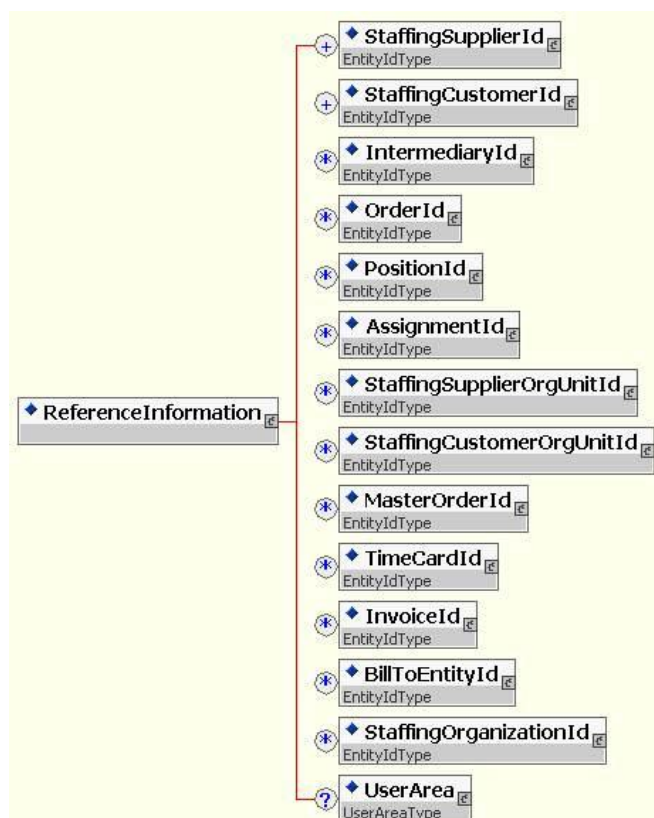 StaffingSupplierId
EntityIdType
StaffingCustomerId
EntityIdType
IntermediaryId
EntityIdType
OrderId
EntityIdType
PositionId
EntityIdType
AssignmentId
EntityIdType
StaffingSupplierOrgUnitId
EntityIdType
ReferenceInformation
StaffingCustomerOrgUnitId
EntityIdType
MasterOrderId
EntityIdType
TimeCardId
EntityIdType
InvoiceId
EntityIdType
BillToEntityId
EntityIdType
StaffingOrganizationId
EntityIdType
? UserArea
UserAreaType